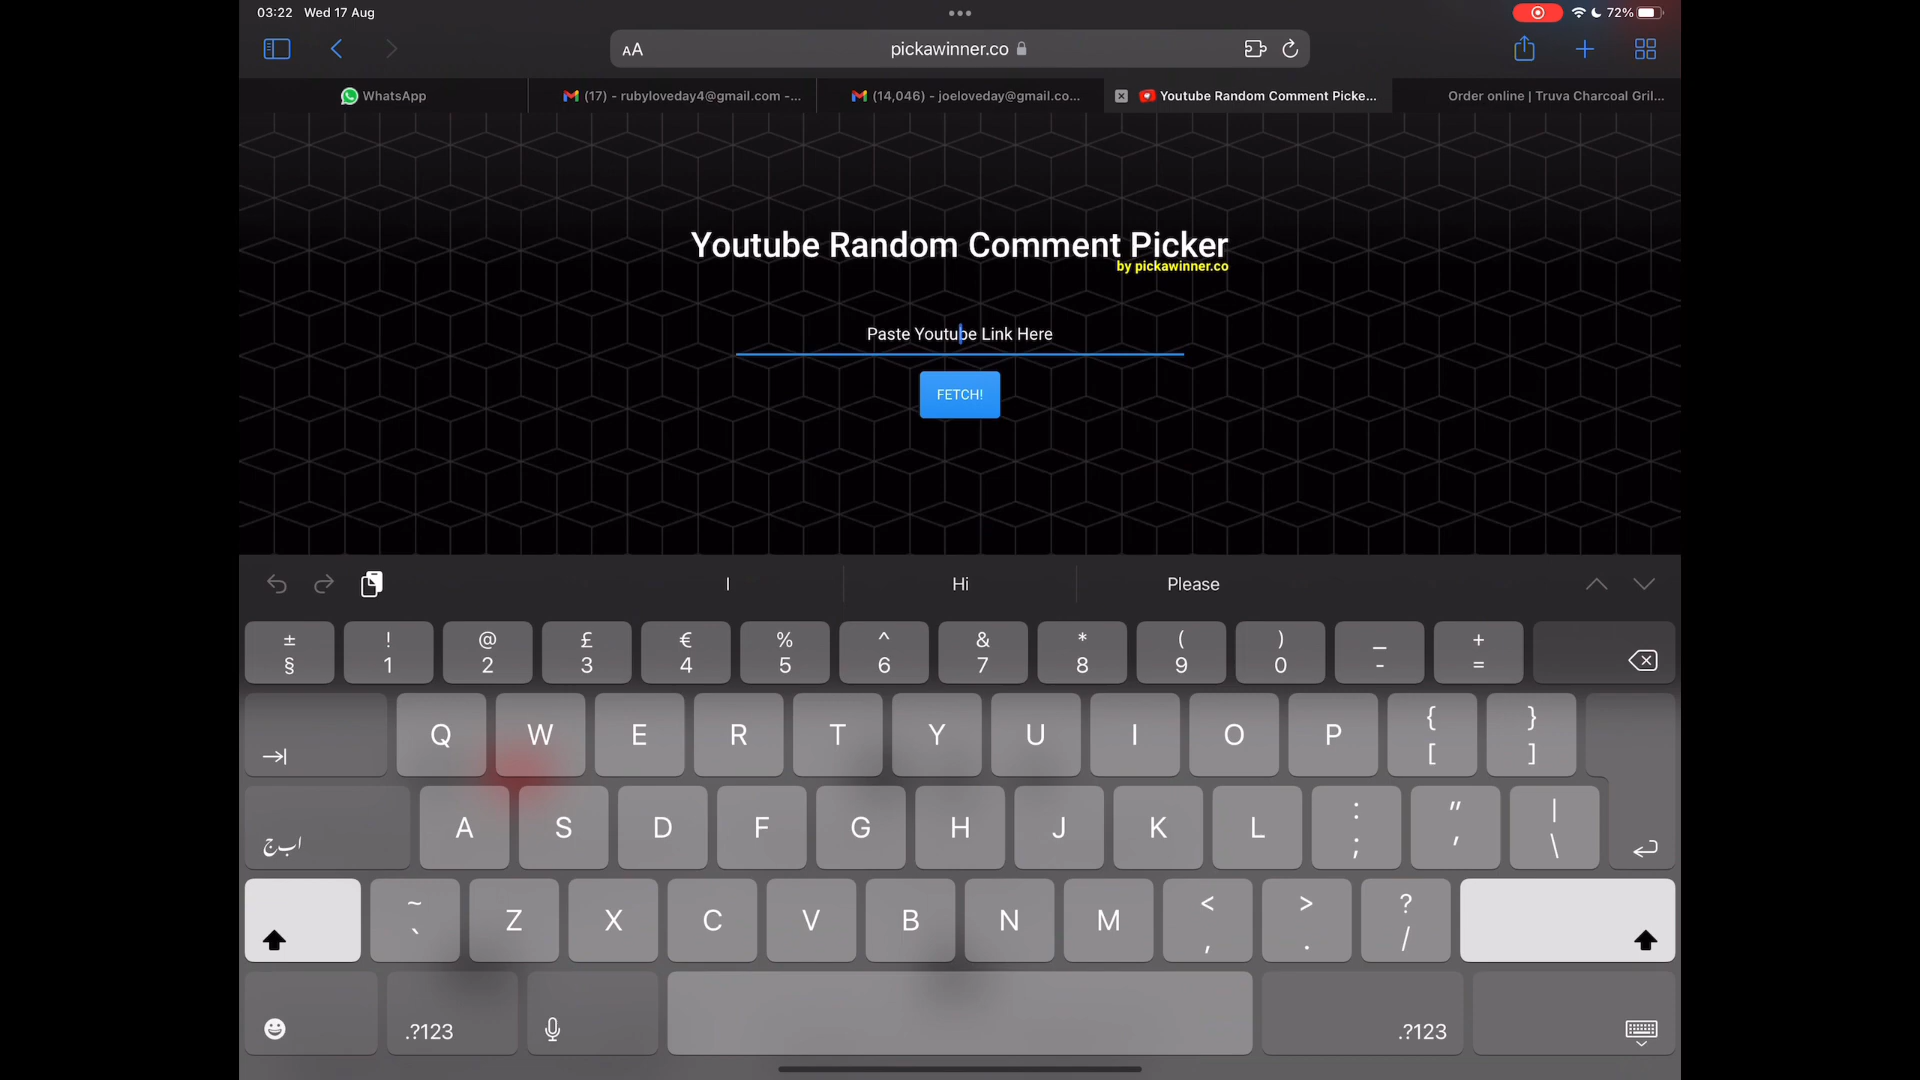 03:22 Wed 17 Aug
72%
AA pickawinner.co
WhatsApp
(17) - rubyloveday4@gmail.com -...
(14,046) - joeloveday@gmail.co...
Youtube Random Comment Picke...
Order online | Truva Charcoal Gril...
Youtube Random Comment Picker
by pickawinner.co
Paste Youtube Link Here
FETCH!
I Hi Please
± ! @ £ € % ^ & * ( ) _ +
§ 1 2 3 4 5 6 7 8 9 0 - =
Q W E R T Y U I O P { }
[ ]
A S D F G H J K L : " |
ابج ; ' \
~ Z X C V B N M < > ?
` , . /
.?123 .?123